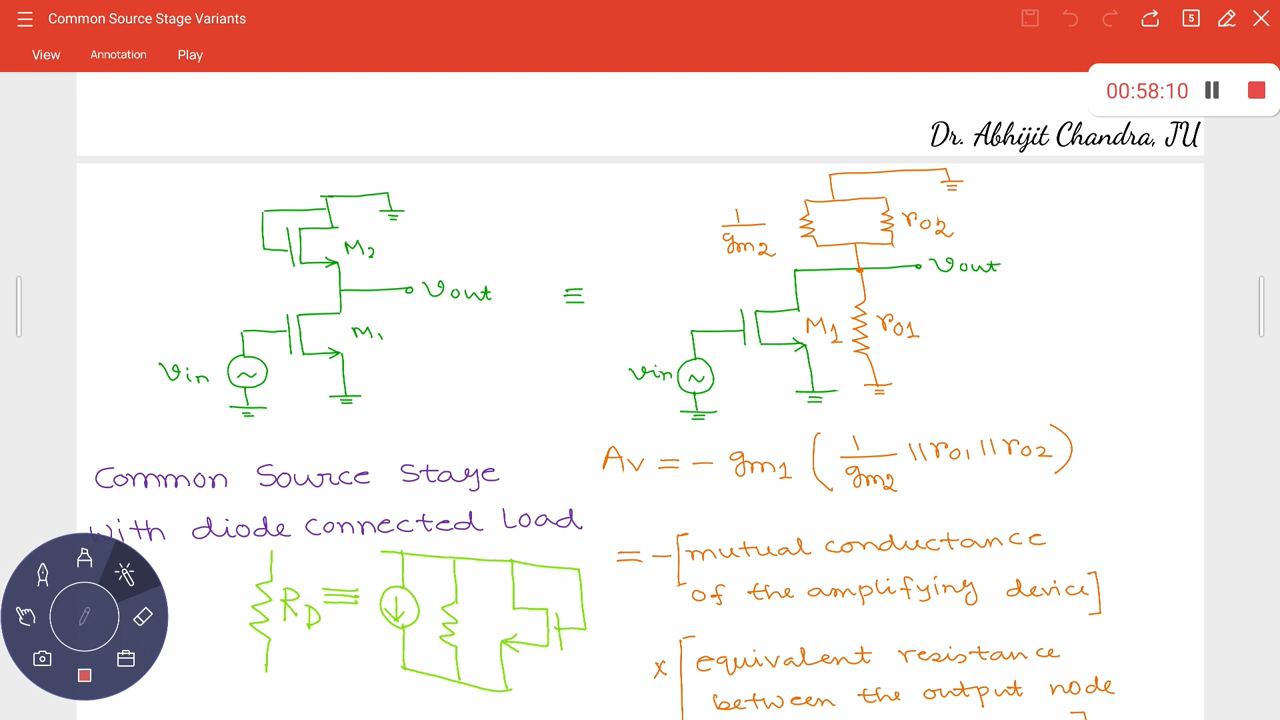 Common Source Stage Variants
5
View Annotation Play
00:58:10
Dr. Abhijit Chandra, JU
M2
Vout
M1
Vin
≡
1/gm2
ro2
Vout
M1
ro1
Vin
Common Source Stage
with diode connected Load
RD ≡
Av = - gm1 ( 1/gm2 || ro1 || ro2 )
= - [mutual conductance
of the amplifying device]
x [equivalent resistance
between the output node